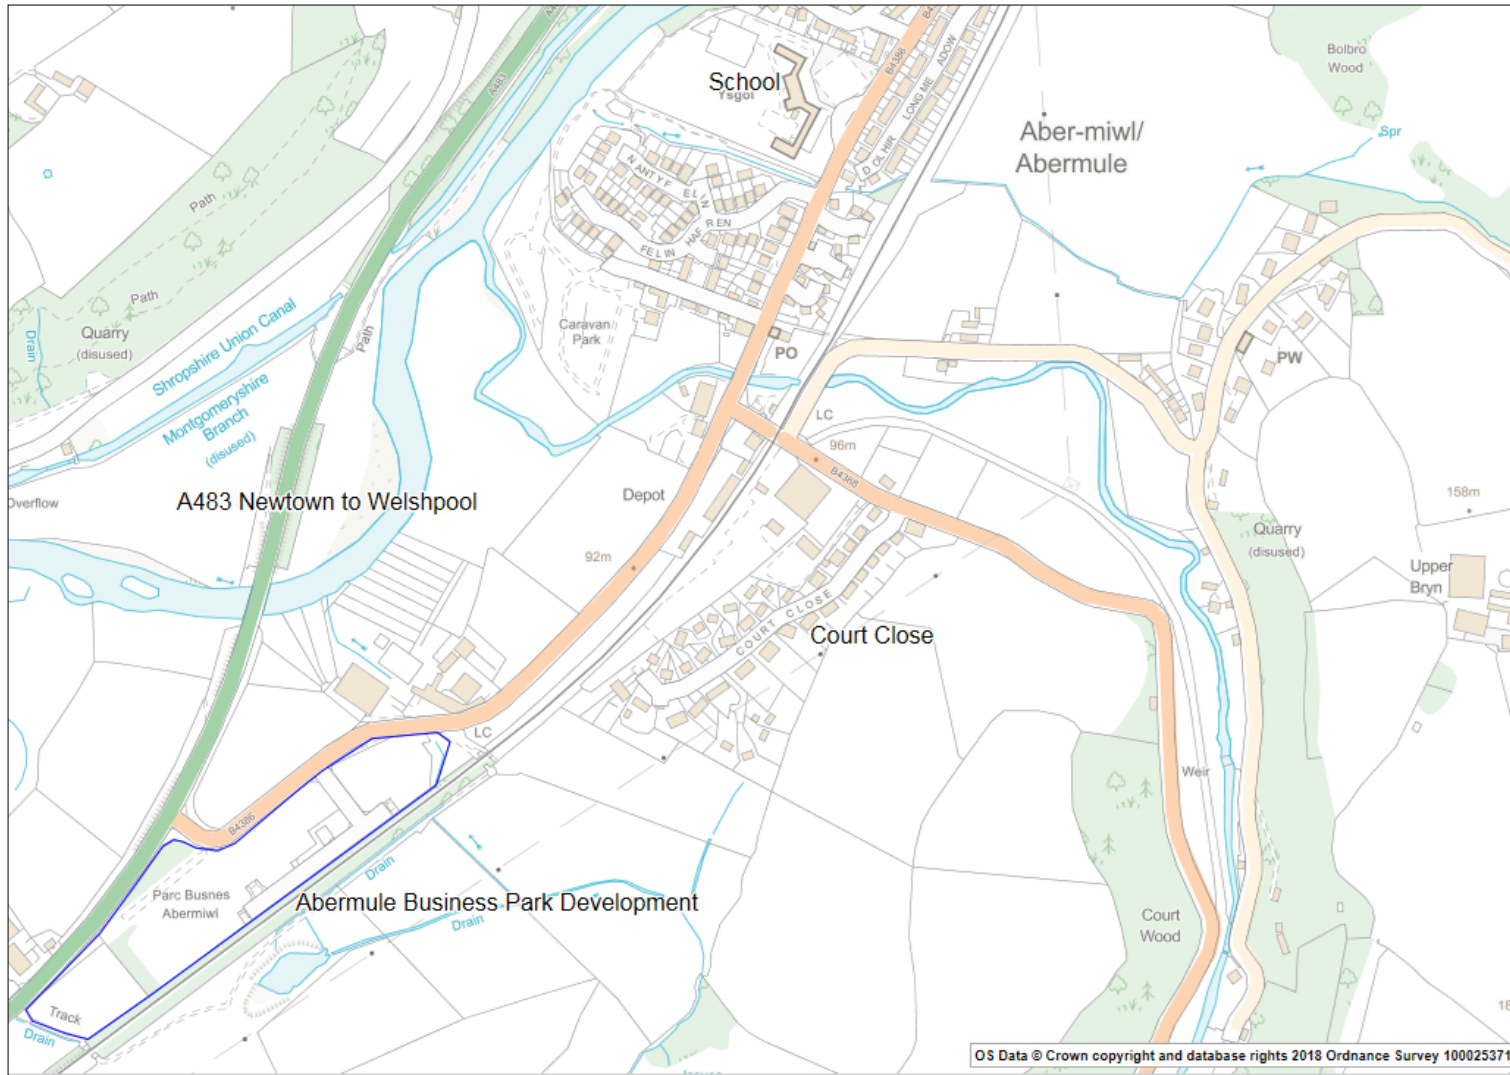 A483
B4386
ADOW
LONG ME
DOL HIR
School
Ysgol
Bolbro
Wood
Spr
Aber-miwl/
Abermule
NANT Y FELIN
HAFREN
FELIN
Path
Path
Path
Quarry
(disused)
Drain
Shropshire Union Canal
Montgomeryshire
Branch
(disused)
Caravan
Park
PO
PW
LC
96m
B4368
Overflow
A483 Newtown to Welshpool
Depot
92m
158m
Quarry
(disused)
Upper
Bryn
COURT CLOSE
Court Close
LC
Weir
B4386
Drain
Parc Busnes
Abermiwl
Abermule Business Park Development
Drain
Court
Wood
Track
Drain
OS Data © Crown copyright and database rights 2018 Ordnance Survey 100025371